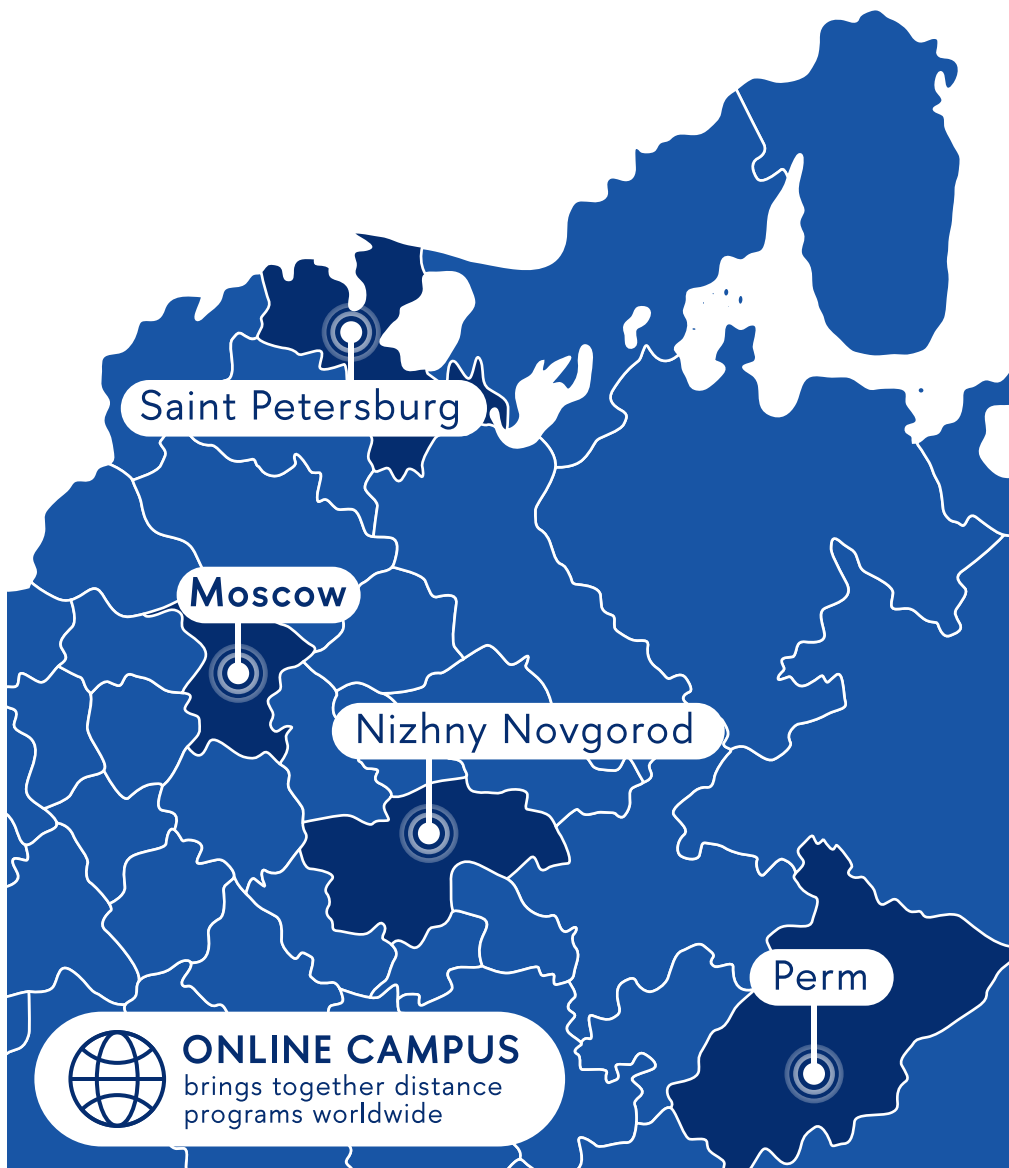 Saint Petersburg
Moscow
Nizhny Novgorod
Perm
ONLINE CAMPUS
brings together distance
programs worldwide